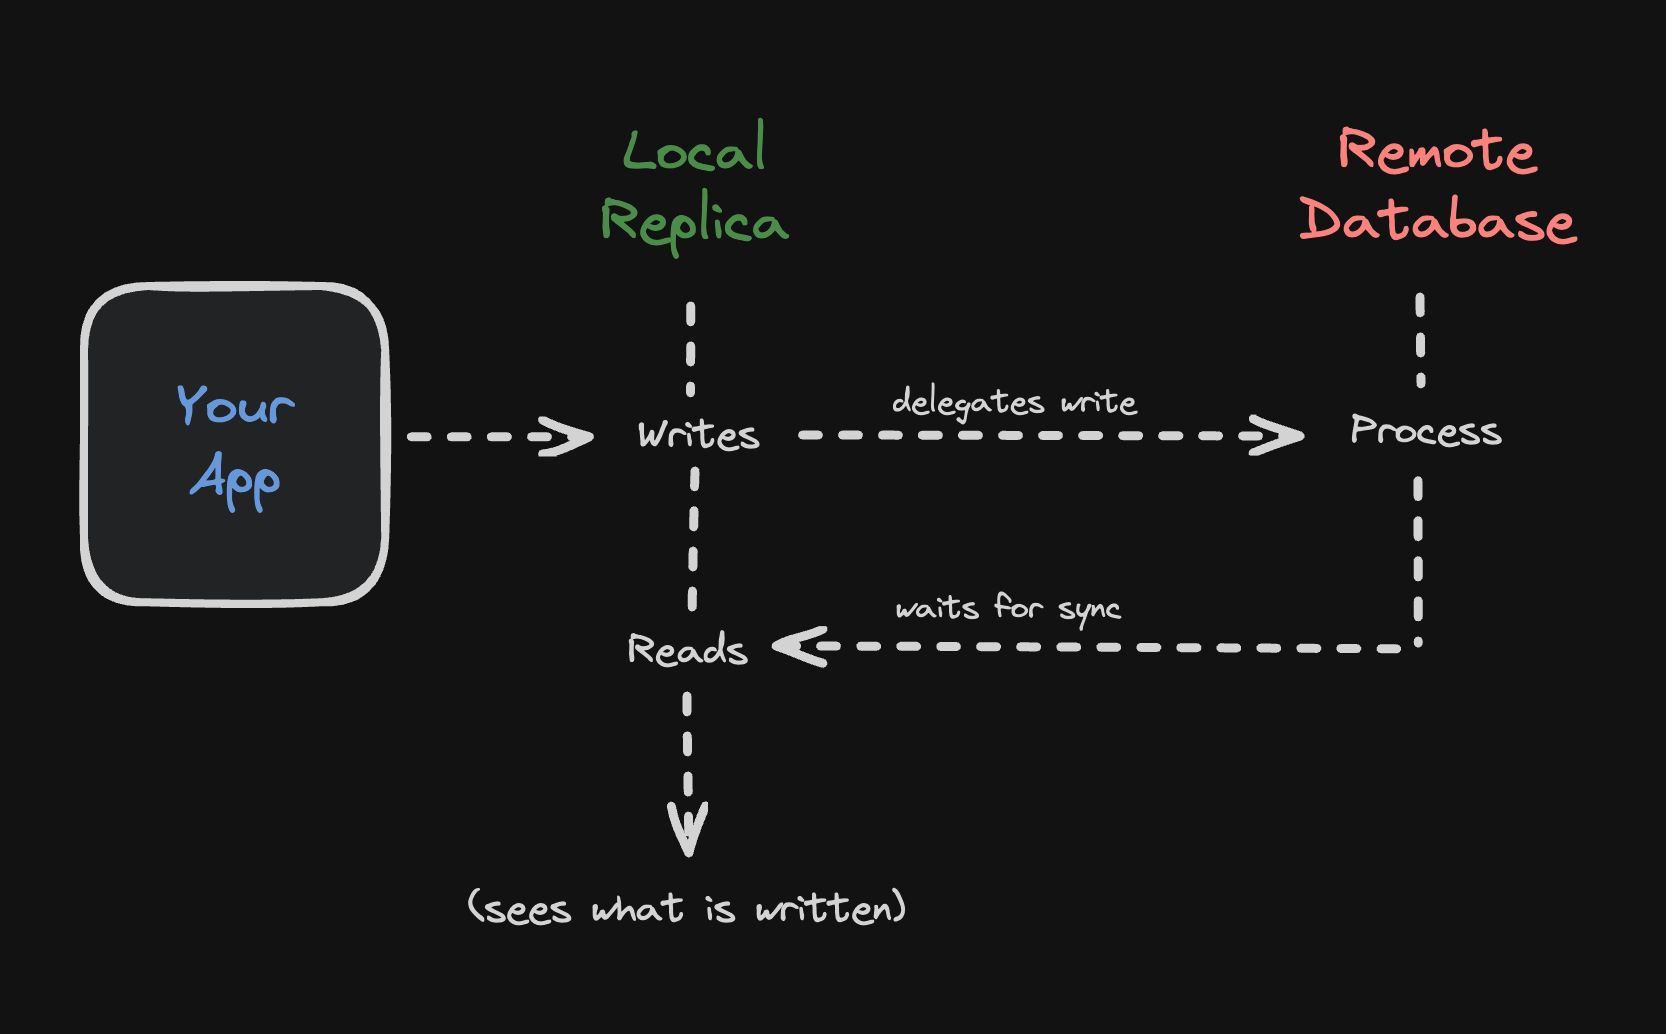 Local
Replica
Remote
Database
Your
App
Writes
delegates write
Process
waits for sync
Reads
(sees what is written)